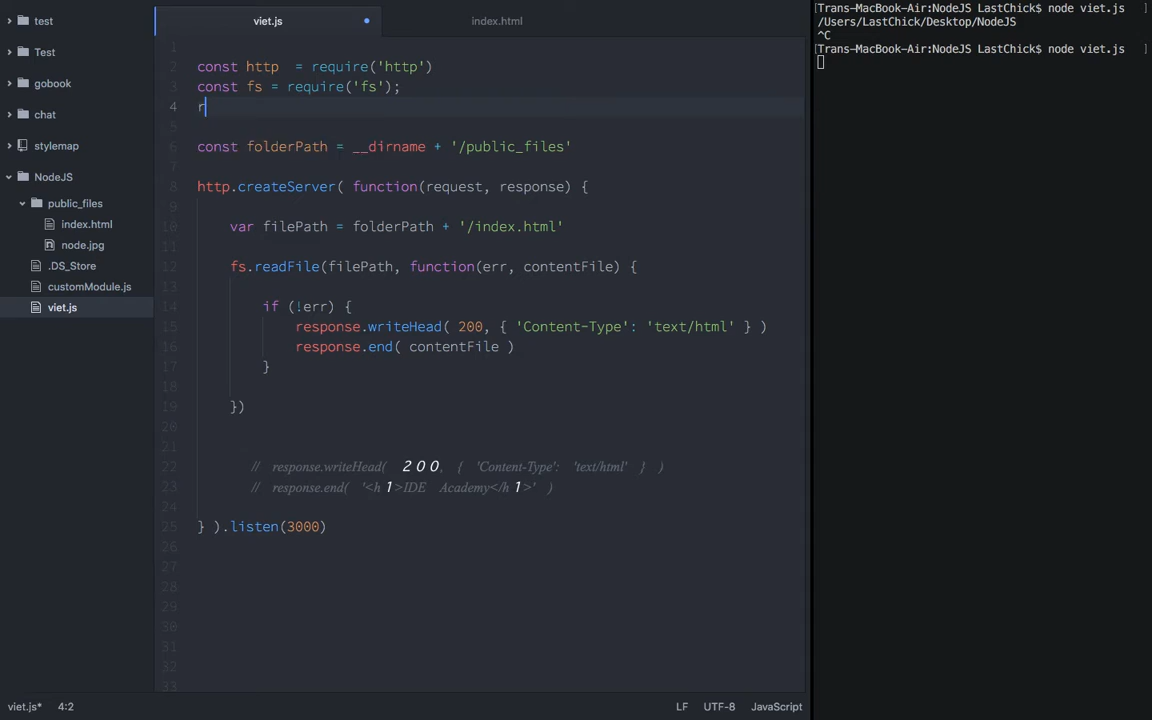 test
Test
gobook
chat
stylemap
NodeJS
public_files
index.html
node.jpg
.DS_Store
customModule.js
viet.js
viet.js
index.html
1
2 const http  = require('http')
3 const fs = require('fs');
4 r
5
6 const folderPath = __dirname + '/public_files'
7
8 http.createServer( function(request, response) {
9
10 var filePath = folderPath + '/index.html'
11
12 fs.readFile(filePath, function(err, contentFile) {
13
14 if (!err) {
15 response.writeHead( 200, { 'Content-Type': 'text/html' } )
16 response.end( contentFile )
17 }
18
19 })
20
21
22 // response.writeHead( 200, { 'Content-Type': 'text/html' } )
23 // response.end( '<h1>IDE Academy</h1>' )
24
25 } ).listen(3000)
26
27
28
29
30
31
32
33
viet.js* 4:2
LF UTF-8 JavaScript
[Trans-MacBook-Air:NodeJS LastChick$ node viet.js ]
/Users/LastChick/Desktop/NodeJS
^C
[Trans-MacBook-Air:NodeJS LastChick$ node viet.js ]